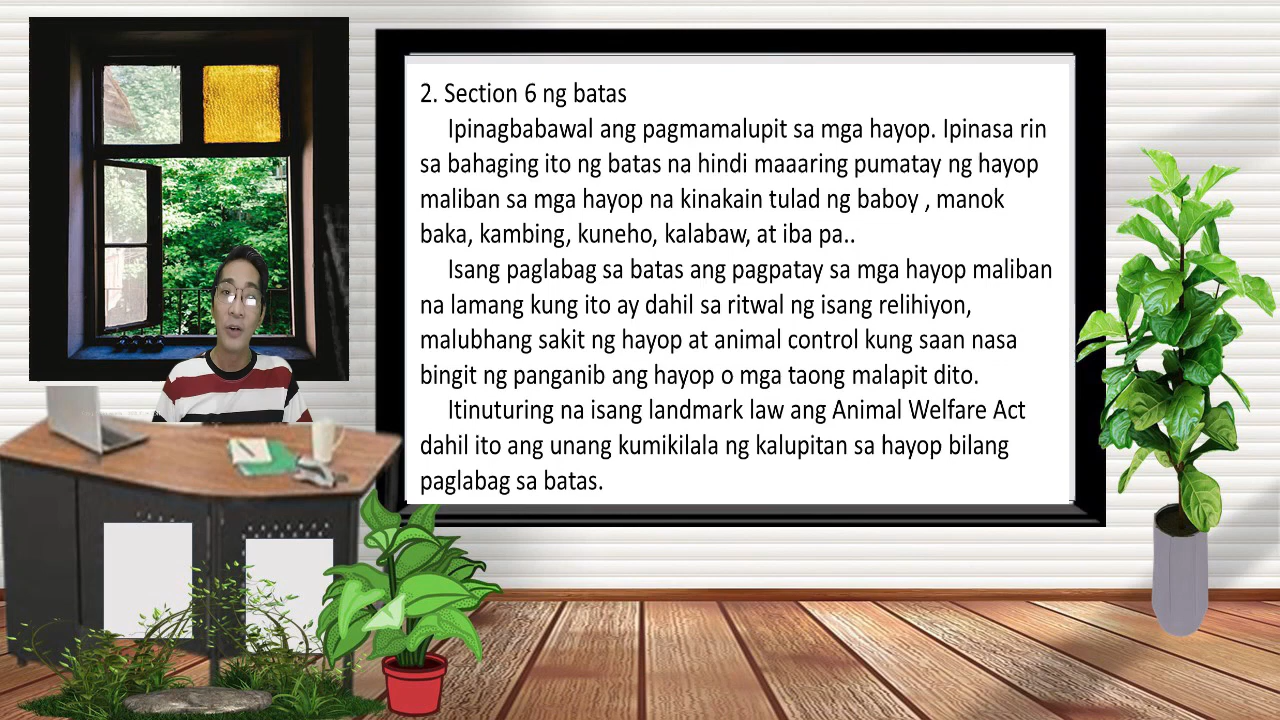 2. Section 6 ng batas
Ipinagbabawal ang pagmamalupit sa mga hayop. Ipinasa rin
sa bahaging ito ng batas na hindi maaaring pumatay ng hayop
maliban sa mga hayop na kinakain tulad ng baboy , manok
baka, kambing, kuneho, kalabaw, at iba pa..
Isang paglabag sa batas ang pagpatay sa mga hayop maliban
na lamang kung ito ay dahil sa ritwal ng isang relihiyon,
malubhang sakit ng hayop at animal control kung saan nasa
bingit ng panganib ang hayop o mga taong malapit dito.
Itinuturing na isang landmark law ang Animal Welfare Act
dahil ito ang unang kumikilala ng kalupitan sa hayop bilang
paglabag sa batas.